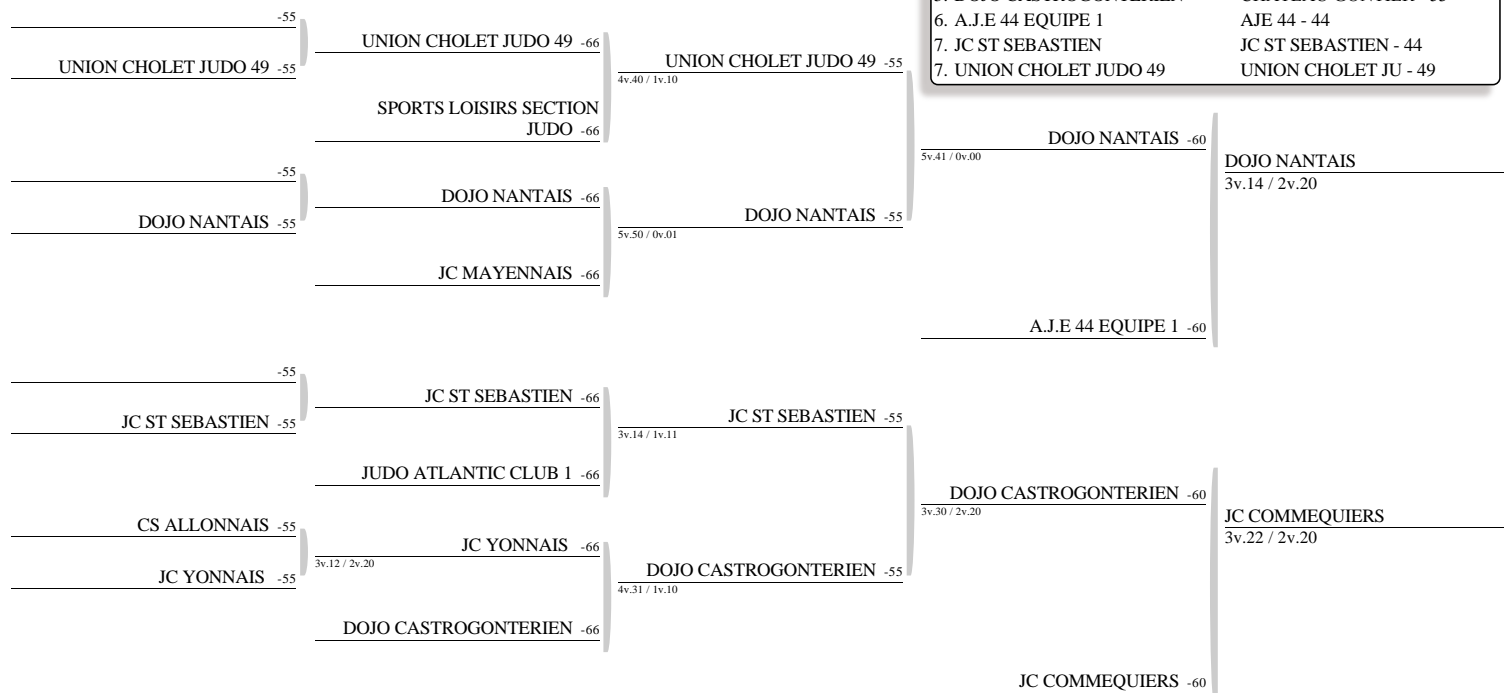 -55
UNION CHOLET JUDO 49 -55
-55
DOJO NANTAIS -55
-55
JC ST SEBASTIEN -55
CS ALLONNAIS -55
JC YONNAIS -55
UNION CHOLET JUDO 49 -66
SPORTS LOISIRS SECTION
JUDO -66
DOJO NANTAIS -66
JC MAYENNAIS -66
JC ST SEBASTIEN -66
JUDO ATLANTIC CLUB 1 -66
JC YONNAIS -66
3v.12 / 2v.20
DOJO CASTROGONTERIEN -66
UNION CHOLET JUDO 49 -55
4v.40 / 1v.10
DOJO NANTAIS -55
5v.50 / 0v.01
JC ST SEBASTIEN -55
3v.14 / 1v.11
DOJO CASTROGONTERIEN -55
4v.31 / 1v.10
6. A.J.E 44 EQUIPE 1 AJE 44 - 44
7. JC ST SEBASTIEN JC ST SEBASTIEN - 44
7. UNION CHOLET JUDO 49 UNION CHOLET JU - 49
DOJO NANTAIS -60
5v.41 / 0v.00
A.J.E 44 EQUIPE 1 -60
DOJO CASTROGONTERIEN -60
3v.30 / 2v.20
JC COMMEQUIERS -60
DOJO NANTAIS
3v.14 / 2v.20
JC COMMEQUIERS
3v.22 / 2v.20